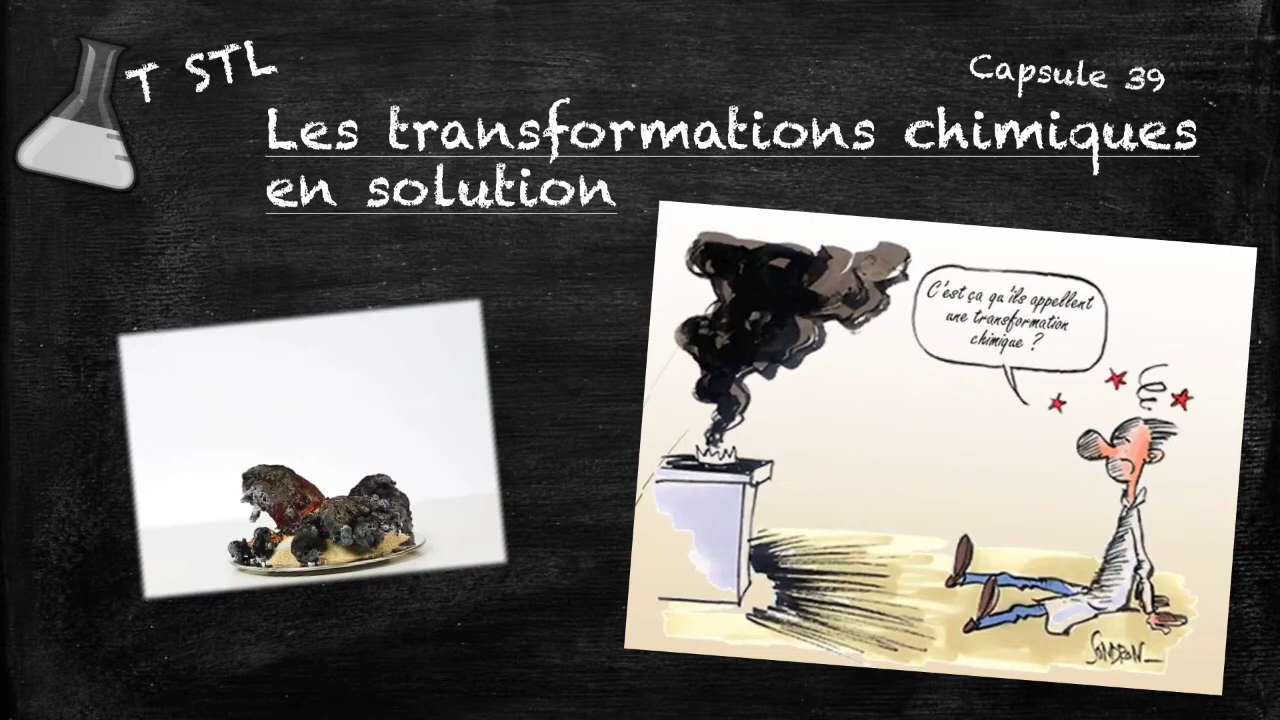 T STL
Capsule 39
Les transformations chimiques
en solution
C'est ça qu'ils appellent
une transformation
chimique ?
SONDRON